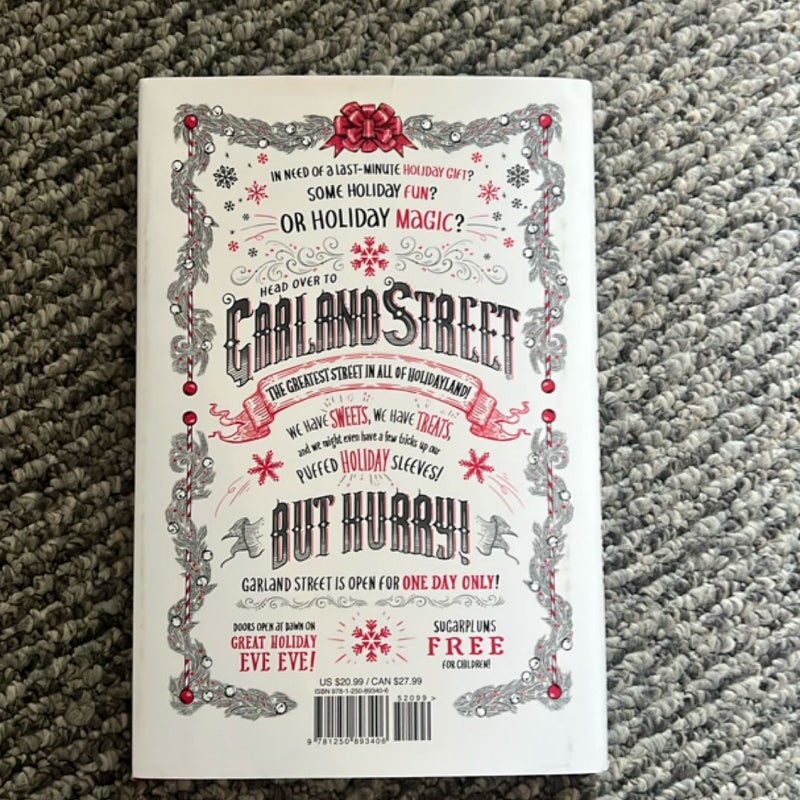 IN NEED OF A LAST-MINUTE HOLIDAY GIFT?
SOME HOLIDAY FUN?
OR HOLIDAY MAGIC?
HEAD OVER TO
GARLAND STREET
THE GREATEST STREET IN ALL OF HOLIDAYLAND!
WE HAVE SWEETS, WE HAVE TREATS,
and we might even have a few tricks up our
PUFFED HOLIDAY SLEEVES!
BUT HURRY!
GARLAND STREET IS OPEN FOR ONE DAY ONLY!
DOORS OPEN AT DAWN ON
GREAT HOLIDAY
EVE EVE!
SUGARPLUMS
FREE
FOR CHILDREN!
US $20.99 / CAN $27.99
ISBN 978-1-250-89340-6
52099 >
9 781250 893406